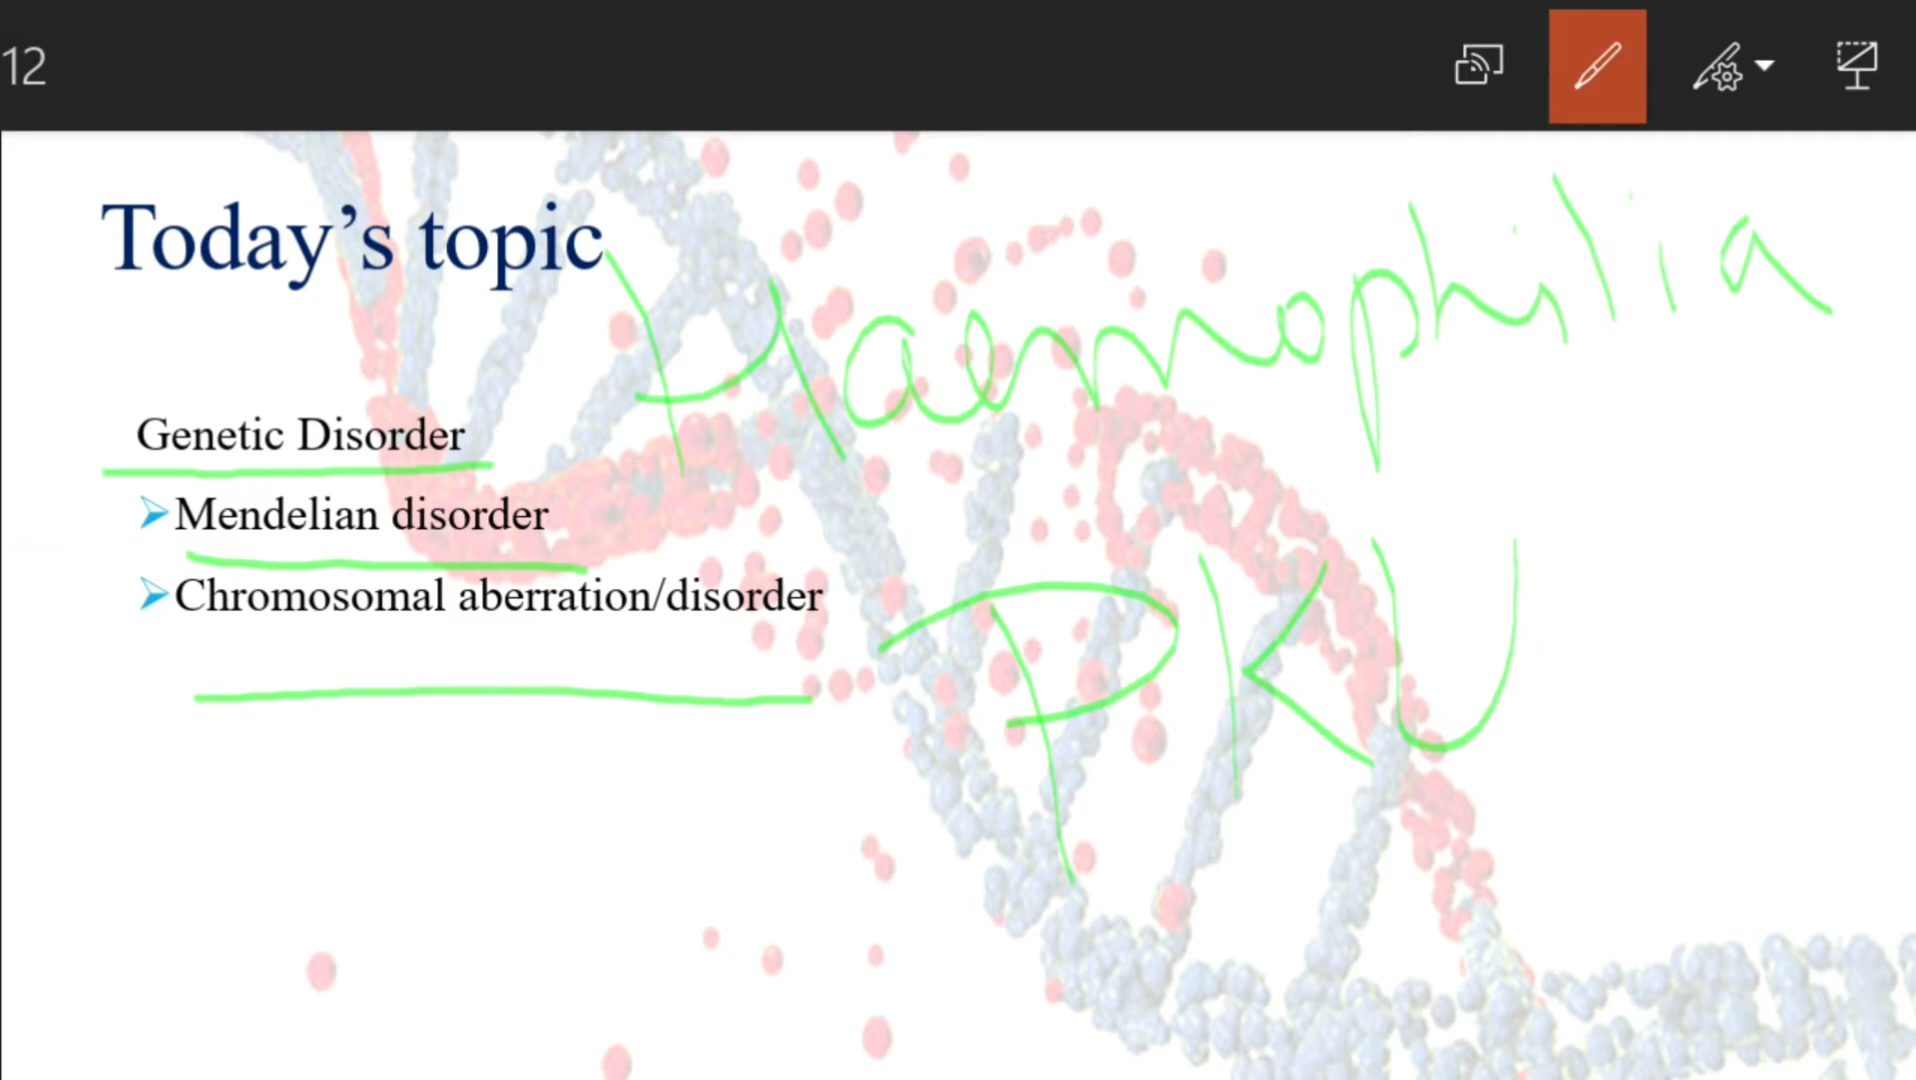 12
Today’s topic
Haemophilia
Genetic Disorder
Mendelian disorder
Chromosomal aberration/disorder
PKU